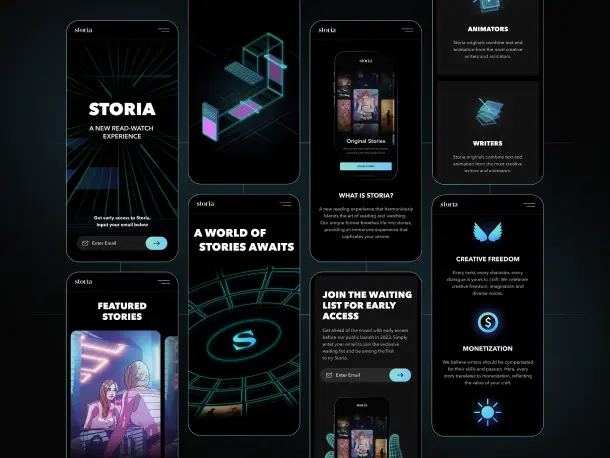 storia
STORIA
A NEW READ-WATCH
EXPERIENCE
Get early access to Storia,
input your email below
Enter Email
storia
FEATURED
STORIES
storia
A WORLD OF
STORIES AWAITS
S
storia
storia
Original Stories
WHAT IS STORIA?
A new reading experience that harmoniously
blends the art of reading and watching.
Our unique format breathes life into stories,
providing an immersive experience that
captivates your senses.
JOIN THE WAITING
LIST FOR EARLY
ACCESS
Get ahead of the crowd with early access
before our public launch in 2023. Simply
enter your email to join the exclusive
waiting list and be among the first
to try Storia.
Enter Email
storia
ANIMATORS
Storia originals combine text and
animation from the most creative
writers and animators.
WRITERS
Storia originals combine text and
animation from the most creative
writers and animators.
storia
CREATIVE FREEDOM
Every twist, every character, every
dialogue is yours to craft. We celebrate
creative freedom, imagination and
diverse voices.
$
MONETIZATION
We believe writers should be compensated
for their skills and passion. Here, every
story translates to monetization, reflecting
the value of your craft.